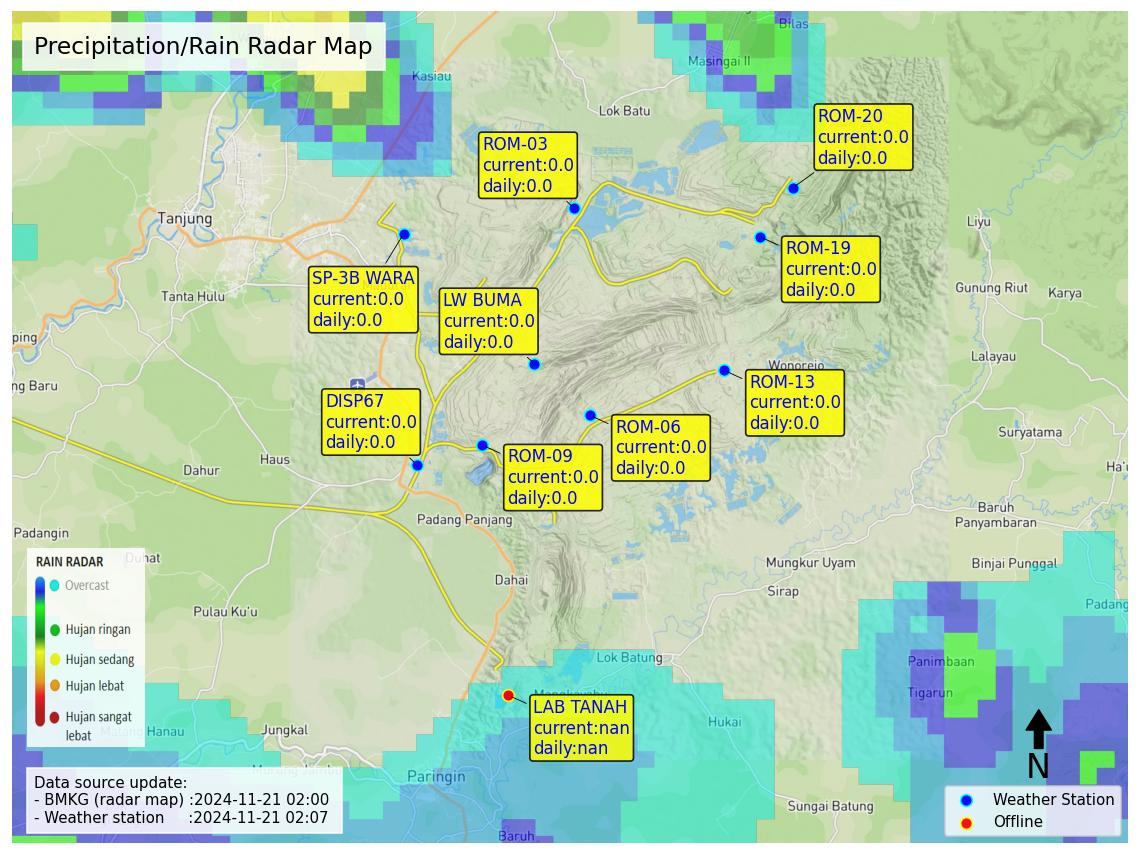 Precipitation/Rain Radar Map
Bilas
Masingai II
Kasiau
Lok Batu
ROM-20
current:0.0
daily:0.0
ROM-03
current:0.0
daily:0.0
Tanjung
Liyu
ROM-19
current:0.0
daily:0.0
SP-3B WARA
current:0.0
daily:0.0
Tanta Hulu
LW BUMA
current:0.0
daily:0.0
Gunung Riut
Karya
ping
Lalayau
Wonorejo
ng Baru
ROM-13
current:0.0
daily:0.0
DISP67
current:0.0
daily:0.0
ROM-06
current:0.0
daily:0.0
Suryatama
ROM-09
current:0.0
daily:0.0
Haus
Dahur
Ha'u
Baruh
Panyambaran
Padang Panjang
Padangin
Duhat
Mungkur Uyam
Binjai Punggal
Dahai
Sirap
Padang
Pulau Ku'u
RAIN RADAR
Overcast
Hujan ringan
Hujan sedang
Hujan lebat
Hujan sangat
lebat
Lok Batung
Panimbaan
Tigarun
LAB TANAH
current:nan
daily:nan
Hukai
Jungkal
Paringin
Sungai Batung
Baruh
N
Data source update:
- BMKG (radar map) :2024-11-21 02:00
- Weather station :2024-11-21 02:07
Weather Station
Offline